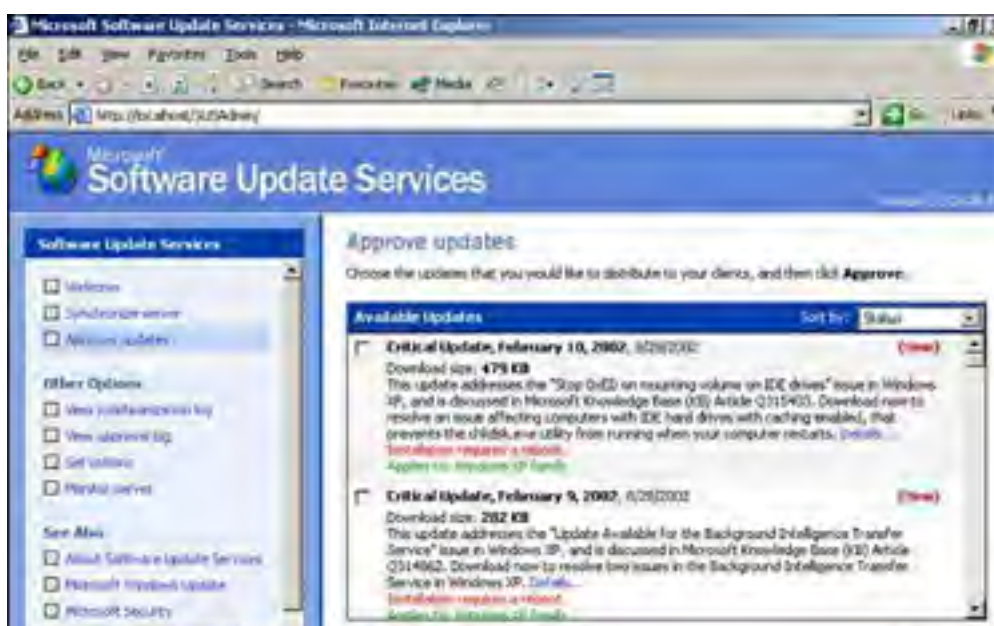 Microsoft Software Update Services - Microsoft Internet Explorer
File Edit View Favorites Tools Help
Back Search Favorites Media
Address http://localhost/SUSAdmin/ Go Links
Microsoft
Software Update Services
Software Update Services
Welcome
Synchronize server
Approve updates
Other Options
View synchronization log
View approval log
Set options
Monitor server
See Also
About Software Update Services
Microsoft Windows Update
Microsoft Security
Approve updates
Choose the updates that you would like to distribute to your clients, and then click Approve.
Available Updates Sort by: Status
Critical Update, February 10, 2002, 8/28/2002 (New)
Download size: 479 KB
This update addresses the "Stop 0xED on mounting volume on IDE drives" issue in Windows
XP, and is discussed in Microsoft Knowledge Base (KB) Article Q315403. Download now to
resolve an issue affecting computers with IDE hard drives with caching enabled, that
prevents the chkdsk.exe utility from running when your computer restarts. Details...
Installation requires a reboot.
Applies to: Windows XP family
Critical Update, February 9, 2002, 8/28/2002 (New)
Download size: 282 KB
This update addresses the "Update Available for the Background Intelligence Transfer
Service" issue in Windows XP, and is discussed in Microsoft Knowledge Base (KB) Article
Q314862. Download now to resolve two issues in the Background Intelligence Transfer
Service in Windows XP. Details...
Installation requires a reboot.
Applies to: Windows XP family